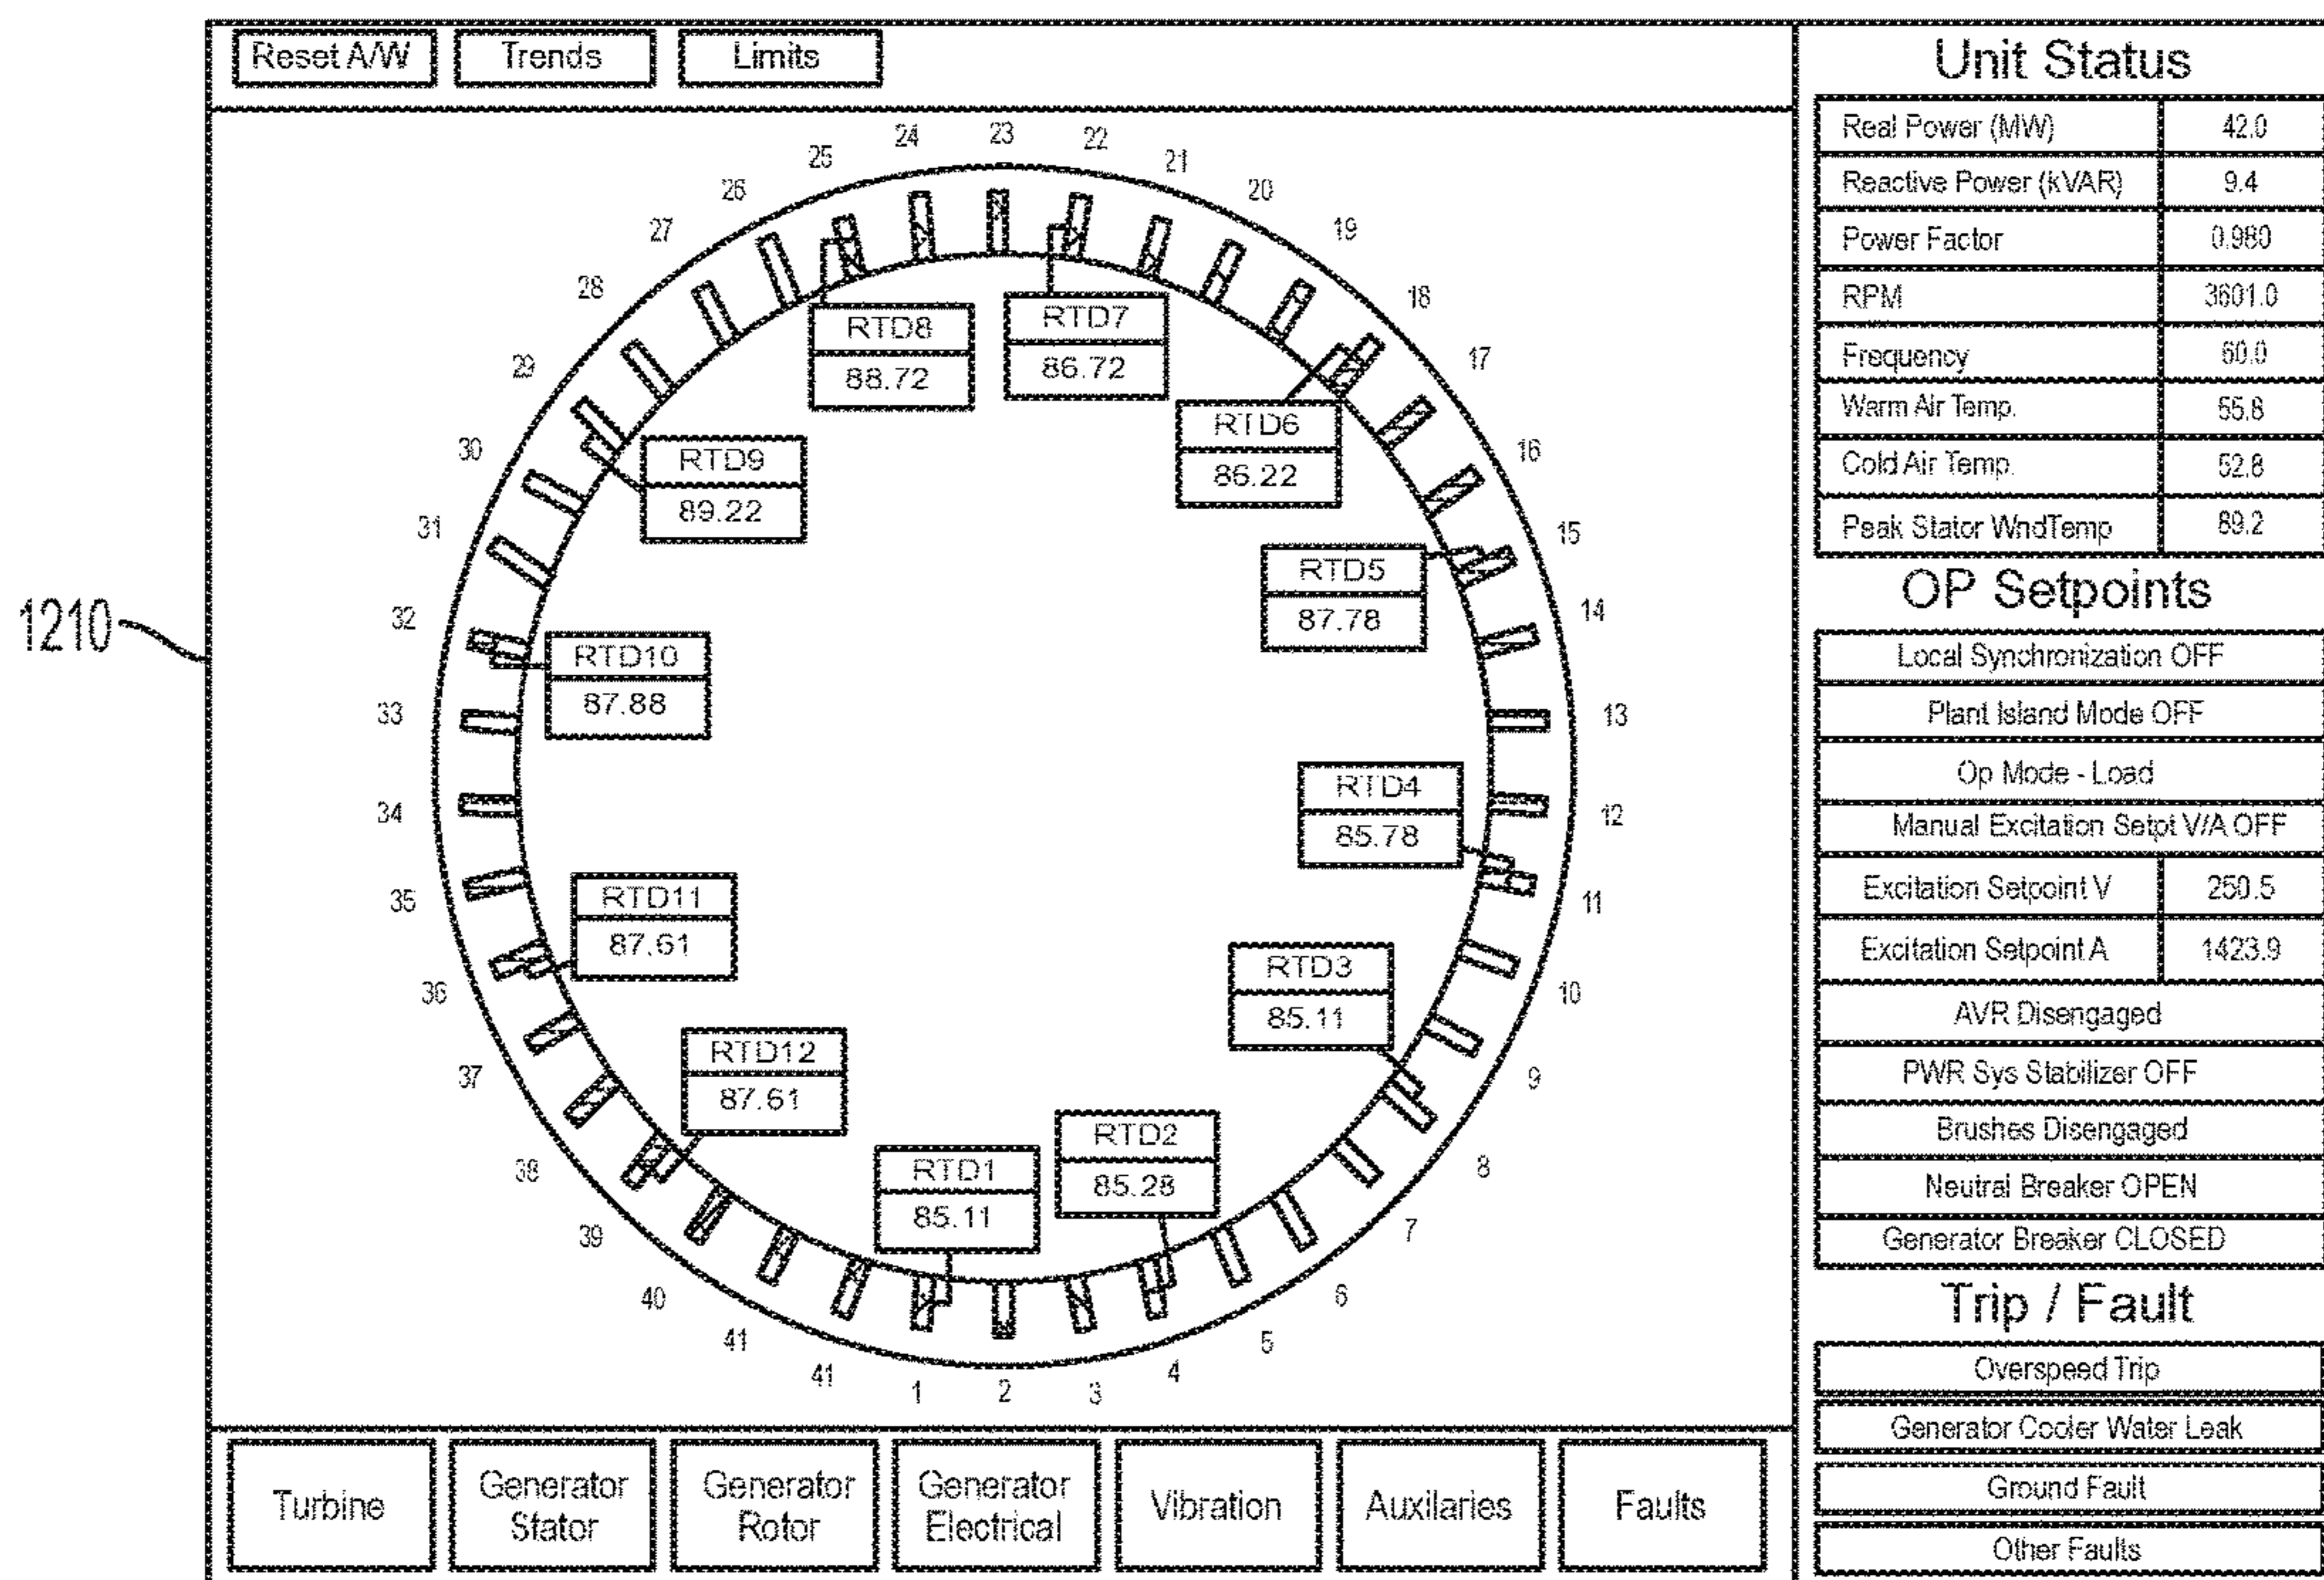 Reset A/W Trends Limits
23
24 22
25 21
26 20
27 19
28 18
29 17
30 16
31 15
32 14
33 13
34 12
35 11
36 10
37 9
38 8
39 7
40 6
41 5
41 4
1 2 3
RTD8
88.72
RTD7
86.72
RTD6
86.22
RTD9
89.22
RTD5
87.78
RTD10
87.88
RTD4
85.78
RTD11
87.61
RTD3
85.11
RTD12
87.61
RTD2
85.28
RTD1
85.11
1210
Turbine
Generator
Stator
Generator
Rotor
Generator
Electrical
Vibration
Auxilaries
Faults
Unit Status
Real Power (MW) 42.0
Reactive Power (kVAR) 9.4
Power Factor 0.980
RPM 3601.0
Frequency 60.0
Warm Air Temp. 55.8
Cold Air Temp. 52.8
Peak Stator WndTemp 89.2
OP Setpoints
Local Synchronization OFF
Plant Island Mode OFF
Op Mode - Load
Manual Excitation Setpt V/A OFF
Excitation Setpoint V 250.5
Excitation Setpoint A 1423.9
AVR Disengaged
PWR Sys Stabilizer OFF
Brushes Disengaged
Neutral Breaker OPEN
Generator Breaker CLOSED
Trip / Fault
Overspeed Trip
Generator Cooler Water Leak
Ground Fault
Other Faults